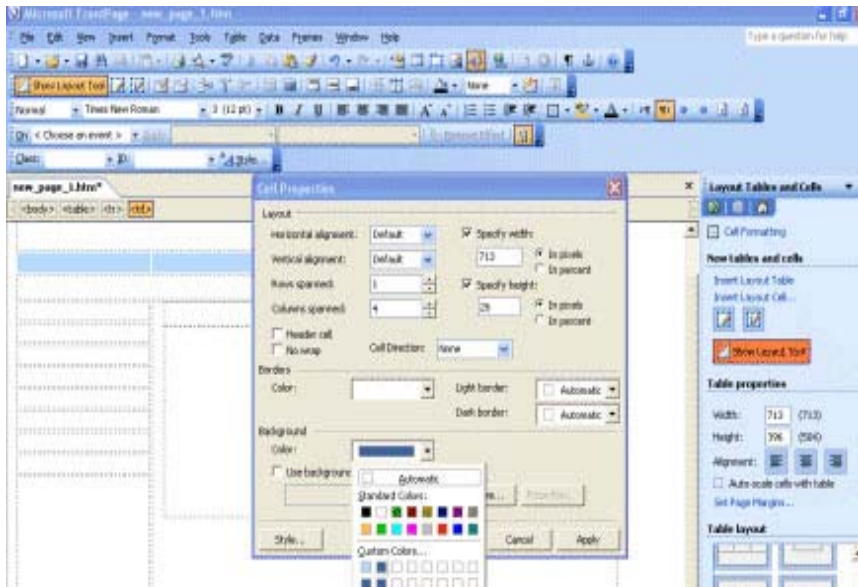 Microsoft FrontPage - new_page_1.htm
File Edit View Insert Format Tools Table Data Frames Window Help
Type a question for help
Show Layout Tool
None
Normal
Times New Roman
3 (12 pt)
B I U
On: < Choose an event >
Remove Effect
Class:
ID:
Style...
new_page_1.htm*
<body> <table> <tr> <td>
Cell Properties
Layout
Horizontal alignment: Default
Specify width:
Vertical alignment: Default
713
In pixels
In percent
Rows spanned: 1
Specify height:
Columns spanned: 4
In pixels
In percent
Header cell
No wrap
Cell Direction: None
Borders
Color:
Light border: Automatic
Dark border: Automatic
Background
Color:
Use background
Automatic
Standard Colors:
Custom Colors...
Properties...
Style...
Cancel
Apply
Layout Tables and Cells
Cell Formatting
New tables and cells
Insert Layout Table
Insert Layout Cell...
Show Layout Tool
Table properties
Width: 713 (713)
Height: 396 (506)
Alignment:
Auto-scale cells with table
Set Page Margins...
Table layout